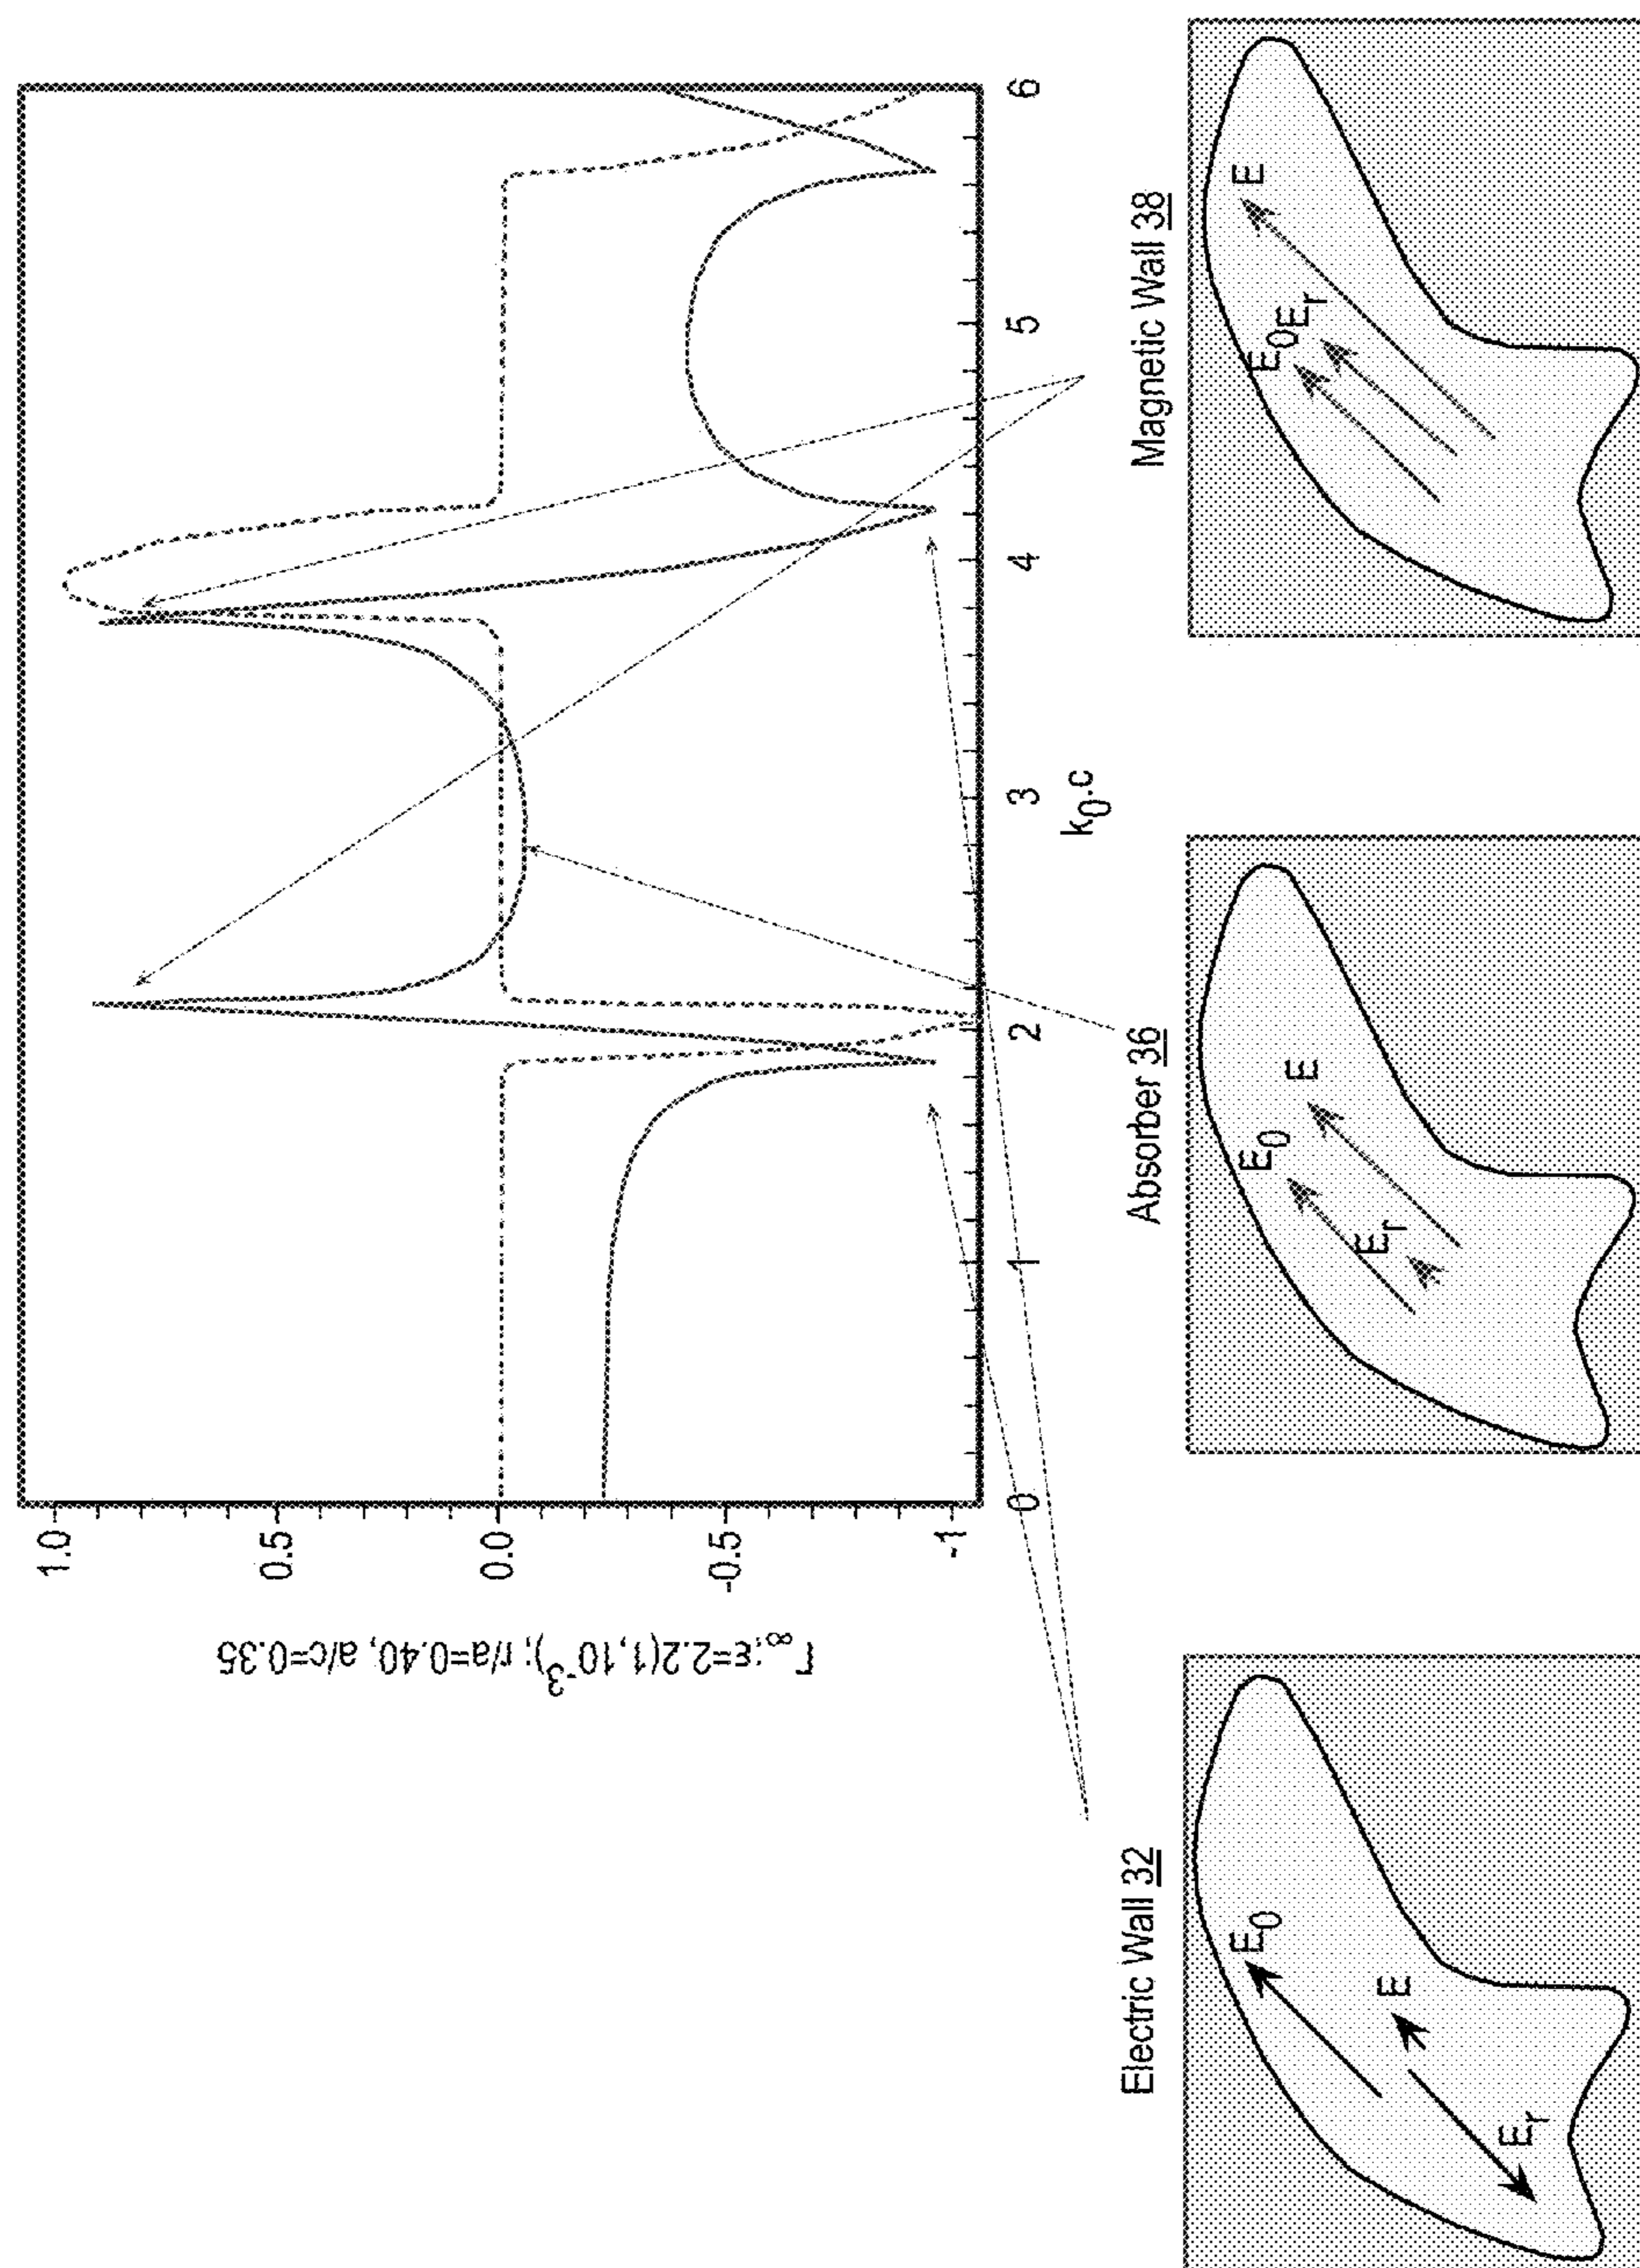 Γ∞;ε=2.2(1,10-3); r/a=0.40, a/c=0.35
1.0
0.5
0.0
-0.5
-1
0
1
2
3
4
5
6
k0.c
Electric Wall 32
E0
E
Er
Absorber 36
E0
Er
E
Magnetic Wall 38
E0
Er
E